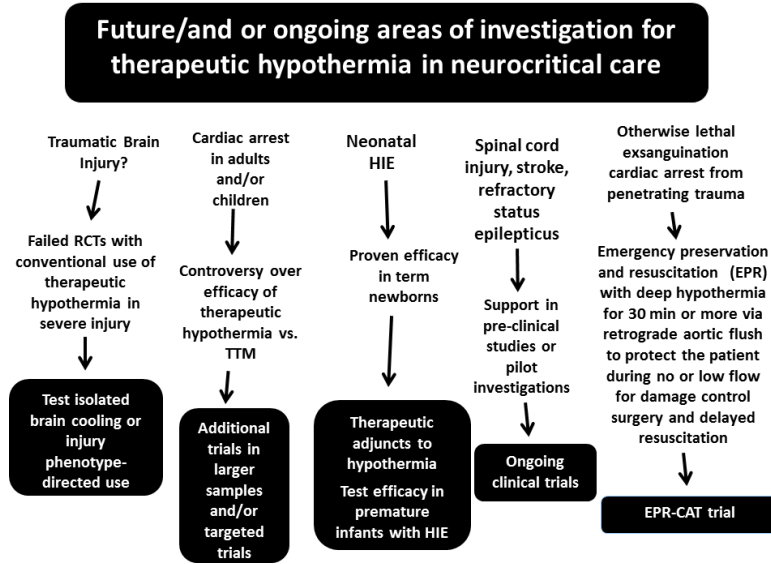 Future/and or ongoing areas of investigation for
therapeutic hypothermia in neurocritical care
Traumatic Brain
Injury?
Failed RCTs with
conventional use of
therapeutic
hypothermia in
severe injury
Test isolated
brain cooling or
injury
phenotype-
directed use
Cardiac arrest
in adults
and/or
children
Controversy over
efficacy of
therapeutic
hypothermia vs.
TTM
Additional
trials in
larger
samples
and/or
targeted
trials
Neonatal
HIE
Proven efficacy
in term
newborns
Therapeutic
adjuncts to
hypothermia
Test efficacy in
premature
infants with HIE
Spinal cord
injury, stroke,
refractory
status
epilepticus
Support in
pre-clinical
studies or
pilot
investigations
Ongoing
clinical trials
Otherwise lethal
exsanguination
cardiac arrest from
penetrating trauma
Emergency preservation
and resuscitation (EPR)
with deep hypothermia
for 30 min or more via
retrograde aortic flush
to protect the patient
during no or low flow
for damage control
surgery and delayed
resuscitation
EPR-CAT trial